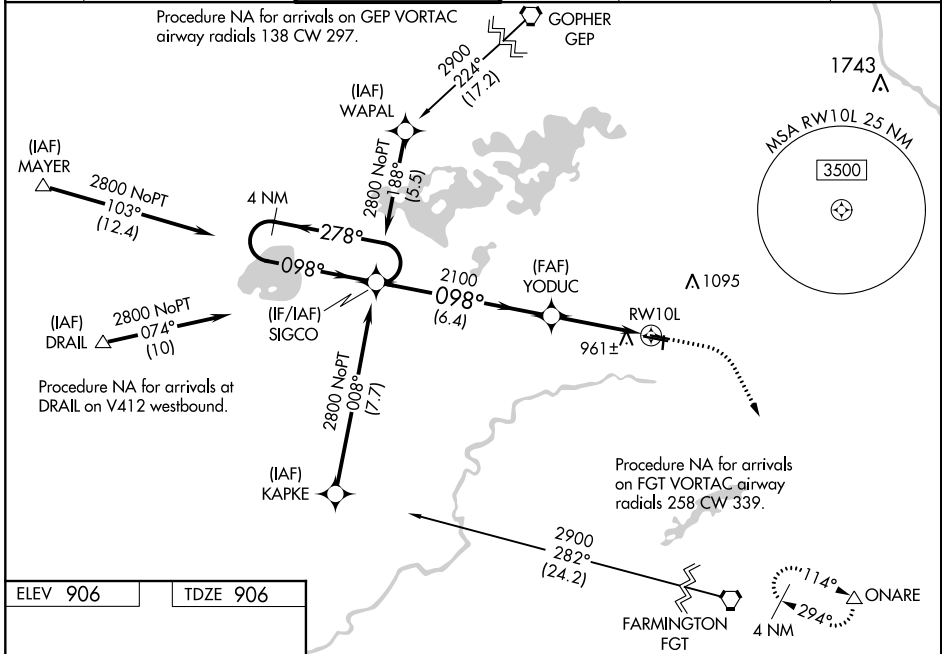 Procedure NA for arrivals on GEP VORTAC
airway radials 138 CW 297.
GOPHER
GEP
2900
224°
(17.2)
1743
(IAF)
WAPAL
MSA RW10L 25 NM
3500
(IAF)
MAYER
2800 NoPT
103°
(12.4)
2800 NoPT
188°
(5.5)
4 NM
278°
098°
(IF/IAF)
SIGCO
2100
098°
(6.4)
(FAF)
YODUC
1095
RW10L
961±
(IAF)
DRAIL
2800 NoPT
074°
(10)
Procedure NA for arrivals at
DRAIL on V412 westbound.
2800 NoPT
008°
(7.7)
(IAF)
KAPKE
Procedure NA for arrivals
on FGT VORTAC airway
radials 258 CW 339.
2900
282°
(24.2)
FARMINGTON
FGT
114°
294°
4 NM
ONARE
ELEV 906
TDZE 906